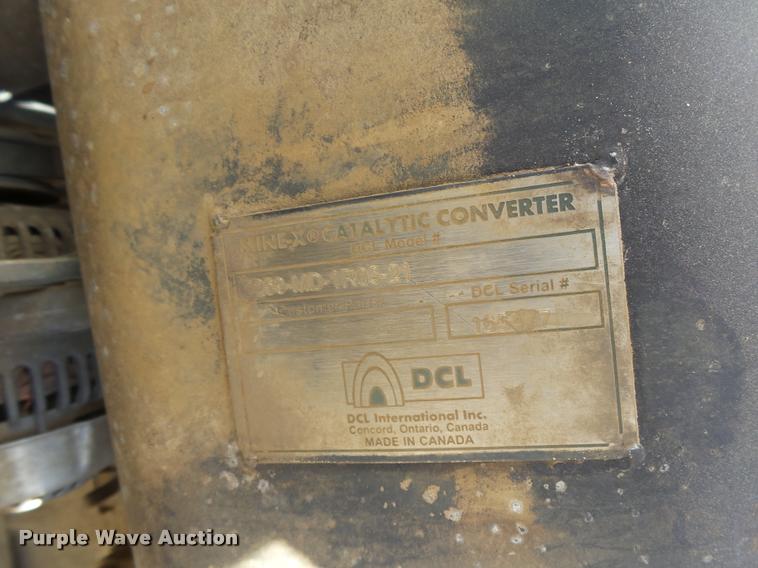 MINE-X® CATALYTIC CONVERTER
DCL Model #
DCL Serial #
DCL
DCL International Inc.
Concord, Ontario, Canada
MADE IN CANADA
Purple Wave Auction®